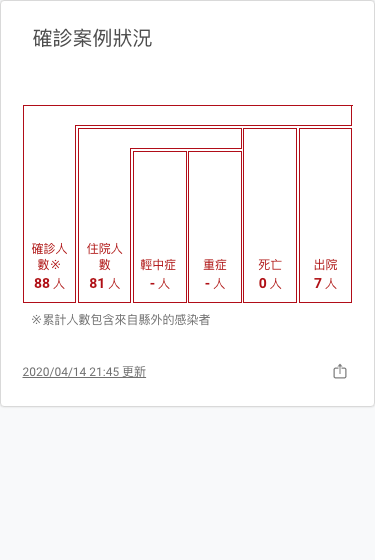 確診案例狀況
確診人
數※
88 人
住院人
數
81 人
輕中症
- 人
重症
- 人
死亡
0 人
出院
7 人
※累計人數包含來自縣外的感染者
2020/04/14 21:45 更新